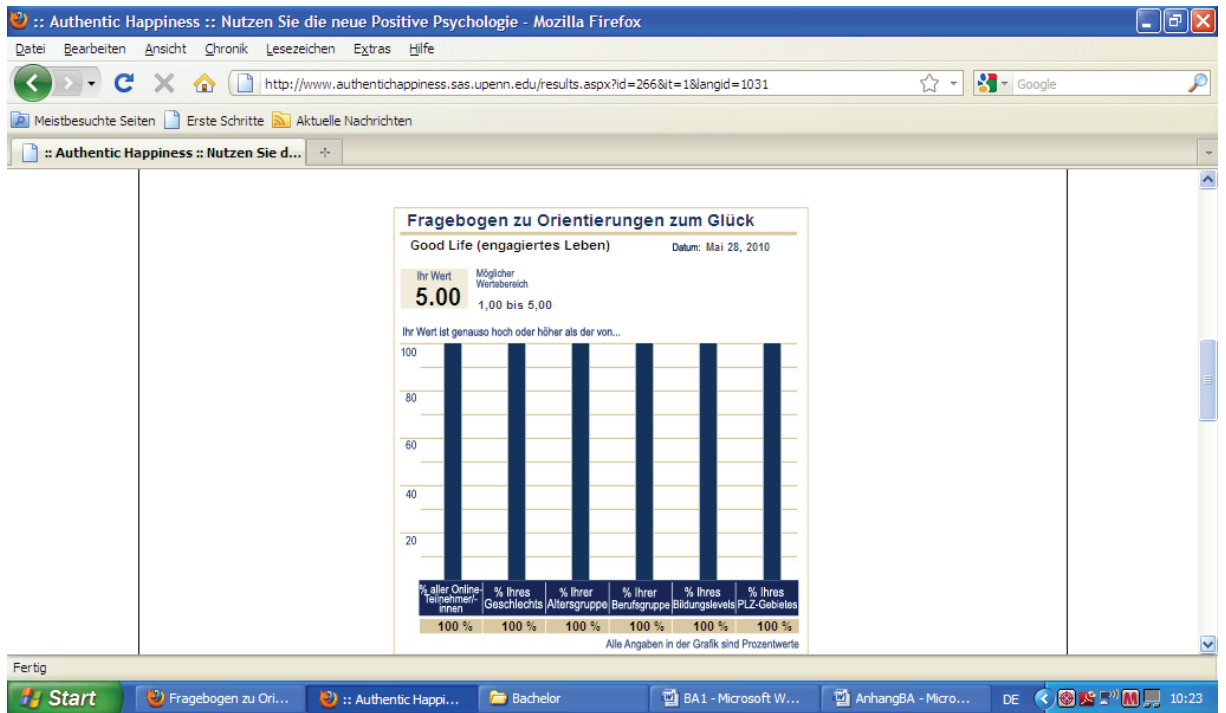 :: Authentic Happiness :: Nutzen Sie die neue Positive Psychologie - Mozilla Firefox
Datei Bearbeiten Ansicht Chronik Lesezeichen Extras Hilfe
http://www.authentichappiness.sas.upenn.edu/results.aspx?id=266&it=1&langid=1031 Google
Meistbesuchte Seiten Erste Schritte Aktuelle Nachrichten
:: Authentic Happiness :: Nutzen Sie d...
Fragebogen zu Orientierungen zum Glück
Good Life (engagiertes Leben) Datum: Mai 28, 2010
Ihr Wert
5.00
Möglicher
Wertebereich
1,00 bis 5,00
Ihr Wert ist genauso hoch oder höher als der von...
100
80
60
40
20
% aller Online-
Teilnehmer/-
innen
% Ihres
Geschlechts
% Ihrer
Altersgruppe
% Ihrer
Berufsgruppe
% Ihres
Bildungslevels
% Ihres
PLZ-Gebietes
100 % 100 % 100 % 100 % 100 % 100 %
Alle Angaben in der Grafik sind Prozentwerte
Fertig
Start Fragebogen zu Ori... :: Authentic Happi... Bachelor BA1 - Microsoft W... AnhangBA - Micro... DE 10:23